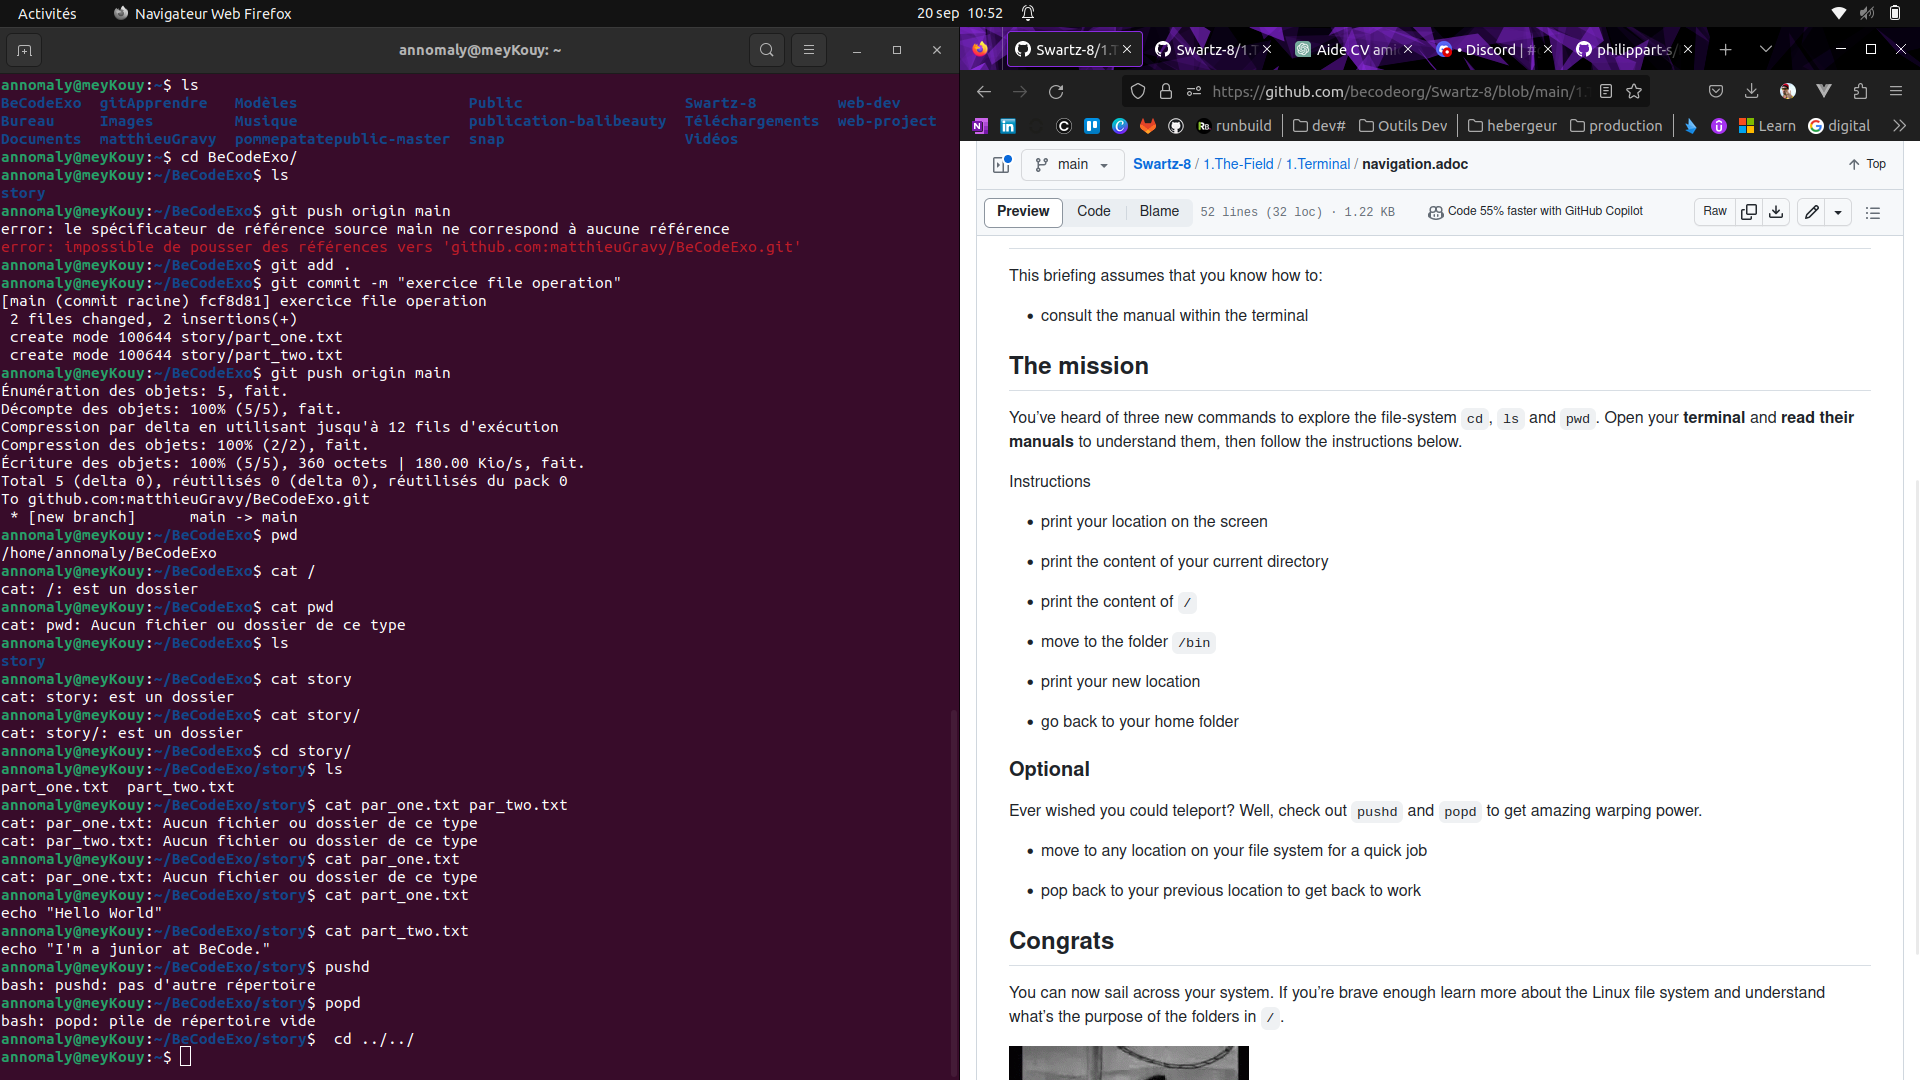 Activités
Navigateur Web Firefox
20 sep 10:52
annomaly@meyKouy: ~
annomaly@meyKouy:~$ ls
BeCodeExo gitApprendre Modèles Public Swartz-8 web-dev
Bureau Images Musique publication-balibeauty Téléchargements web-project
Documents matthieuGravy pommepatatepublic-master snap Vidéos
annomaly@meyKouy:~$ cd BeCodeExo/
annomaly@meyKouy:~/BeCodeExo$ ls
story
annomaly@meyKouy:~/BeCodeExo$ git push origin main
error: le spécificateur de référence source main ne correspond à aucune référence
error: impossible de pousser des références vers 'github.com:matthieuGravy/BeCodeExo.git'
annomaly@meyKouy:~/BeCodeExo$ git add .
annomaly@meyKouy:~/BeCodeExo$ git commit -m "exercice file operation"
[main (commit racine) fcf8d81] exercice file operation
2 files changed, 2 insertions(+)
create mode 100644 story/part_one.txt
create mode 100644 story/part_two.txt
annomaly@meyKouy:~/BeCodeExo$ git push origin main
Énumération des objets: 5, fait.
Décompte des objets: 100% (5/5), fait.
Compression par delta en utilisant jusqu'à 12 fils d'exécution
Compression des objets: 100% (2/2), fait.
Écriture des objets: 100% (5/5), 360 octets | 180.00 Kio/s, fait.
Total 5 (delta 0), réutilisés 0 (delta 0), réutilisés du pack 0
To github.com:matthieuGravy/BeCodeExo.git
* [new branch] main -> main
annomaly@meyKouy:~/BeCodeExo$ pwd
/home/annomaly/BeCodeExo
annomaly@meyKouy:~/BeCodeExo$ cat /
cat: /: est un dossier
annomaly@meyKouy:~/BeCodeExo$ cat pwd
cat: pwd: Aucun fichier ou dossier de ce type
annomaly@meyKouy:~/BeCodeExo$ ls
story
annomaly@meyKouy:~/BeCodeExo$ cat story
cat: story: est un dossier
annomaly@meyKouy:~/BeCodeExo$ cat story/
cat: story/: est un dossier
annomaly@meyKouy:~/BeCodeExo$ cd story/
annomaly@meyKouy:~/BeCodeExo/story$ ls
part_one.txt part_two.txt
annomaly@meyKouy:~/BeCodeExo/story$ cat par_one.txt par_two.txt
cat: par_one.txt: Aucun fichier ou dossier de ce type
cat: par_two.txt: Aucun fichier ou dossier de ce type
annomaly@meyKouy:~/BeCodeExo/story$ cat par_one.txt
cat: par_one.txt: Aucun fichier ou dossier de ce type
annomaly@meyKouy:~/BeCodeExo/story$ cat part_one.txt
echo "Hello World"
annomaly@meyKouy:~/BeCodeExo/story$ cat part_two.txt
echo "I'm a junior at BeCode."
annomaly@meyKouy:~/BeCodeExo/story$ pushd
bash: pushd: pas d'autre répertoire
annomaly@meyKouy:~/BeCodeExo/story$ popd
bash: popd: pile de répertoire vide
annomaly@meyKouy:~/BeCodeExo/story$ cd ../../
annomaly@meyKouy:~$
Swartz-8/1.T
Swartz-8/1.T
Aide CV ami
• Discord | #
philippart-s/
https://github.com/becodeorg/Swartz-8/blob/main/1.
runbuild
dev#
Outils Dev
hebergeur
production
Learn
digital
main
Swartz-8 / 1.The-Field / 1.Terminal / navigation.adoc
Top
Preview
Code
Blame
52 lines (32 loc) · 1.22 KB
Code 55% faster with GitHub Copilot
Raw
This briefing assumes that you know how to:
• consult the manual within the terminal
The mission
You’ve heard of three new commands to explore the file-system cd, ls and pwd. Open your terminal and read their
manuals to understand them, then follow the instructions below.
Instructions
• print your location on the screen
• print the content of your current directory
• print the content of /
• move to the folder /bin
• print your new location
• go back to your home folder
Optional
Ever wished you could teleport? Well, check out pushd and popd to get amazing warping power.
• move to any location on your file system for a quick job
• pop back to your previous location to get back to work
Congrats
You can now sail across your system. If you’re brave enough learn more about the Linux file system and understand
what’s the purpose of the folders in /.